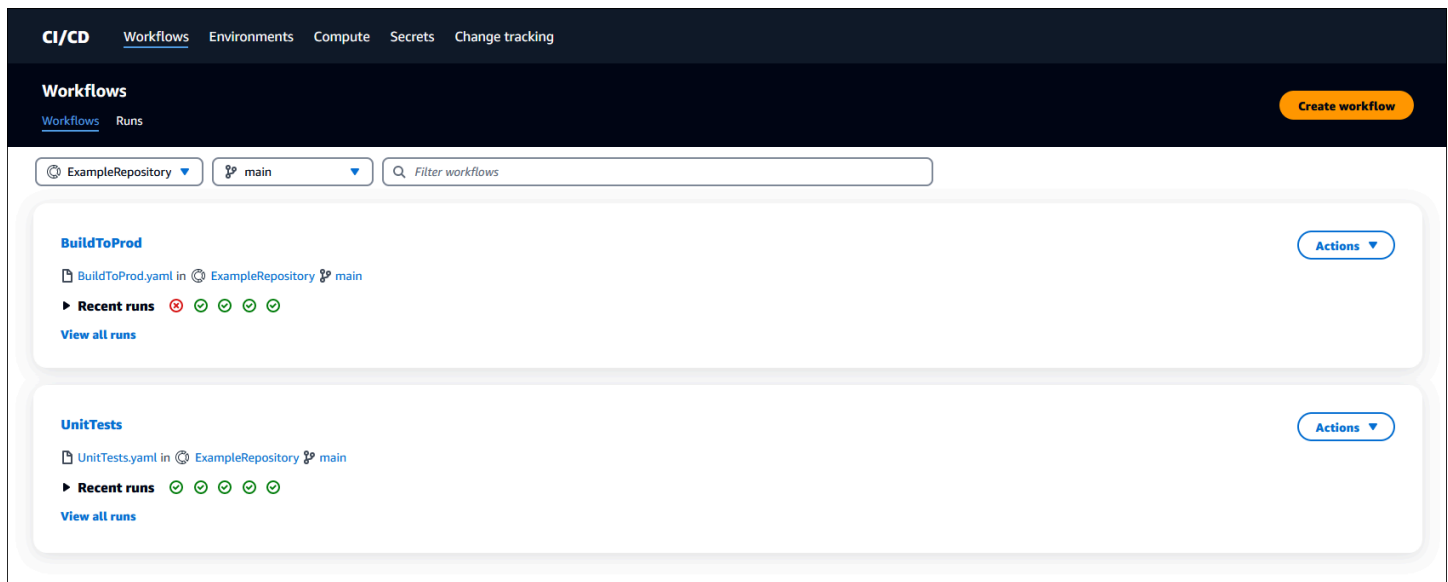 CI/CD Workflows Environments Compute Secrets Change tracking
Workflows
Create workflow
Workflows Runs
ExampleRepository main Filter workflows
BuildToProd
Actions
BuildToProd.yaml in ExampleRepository main
Recent runs
View all runs
UnitTests
Actions
UnitTests.yaml in ExampleRepository main
Recent runs
View all runs